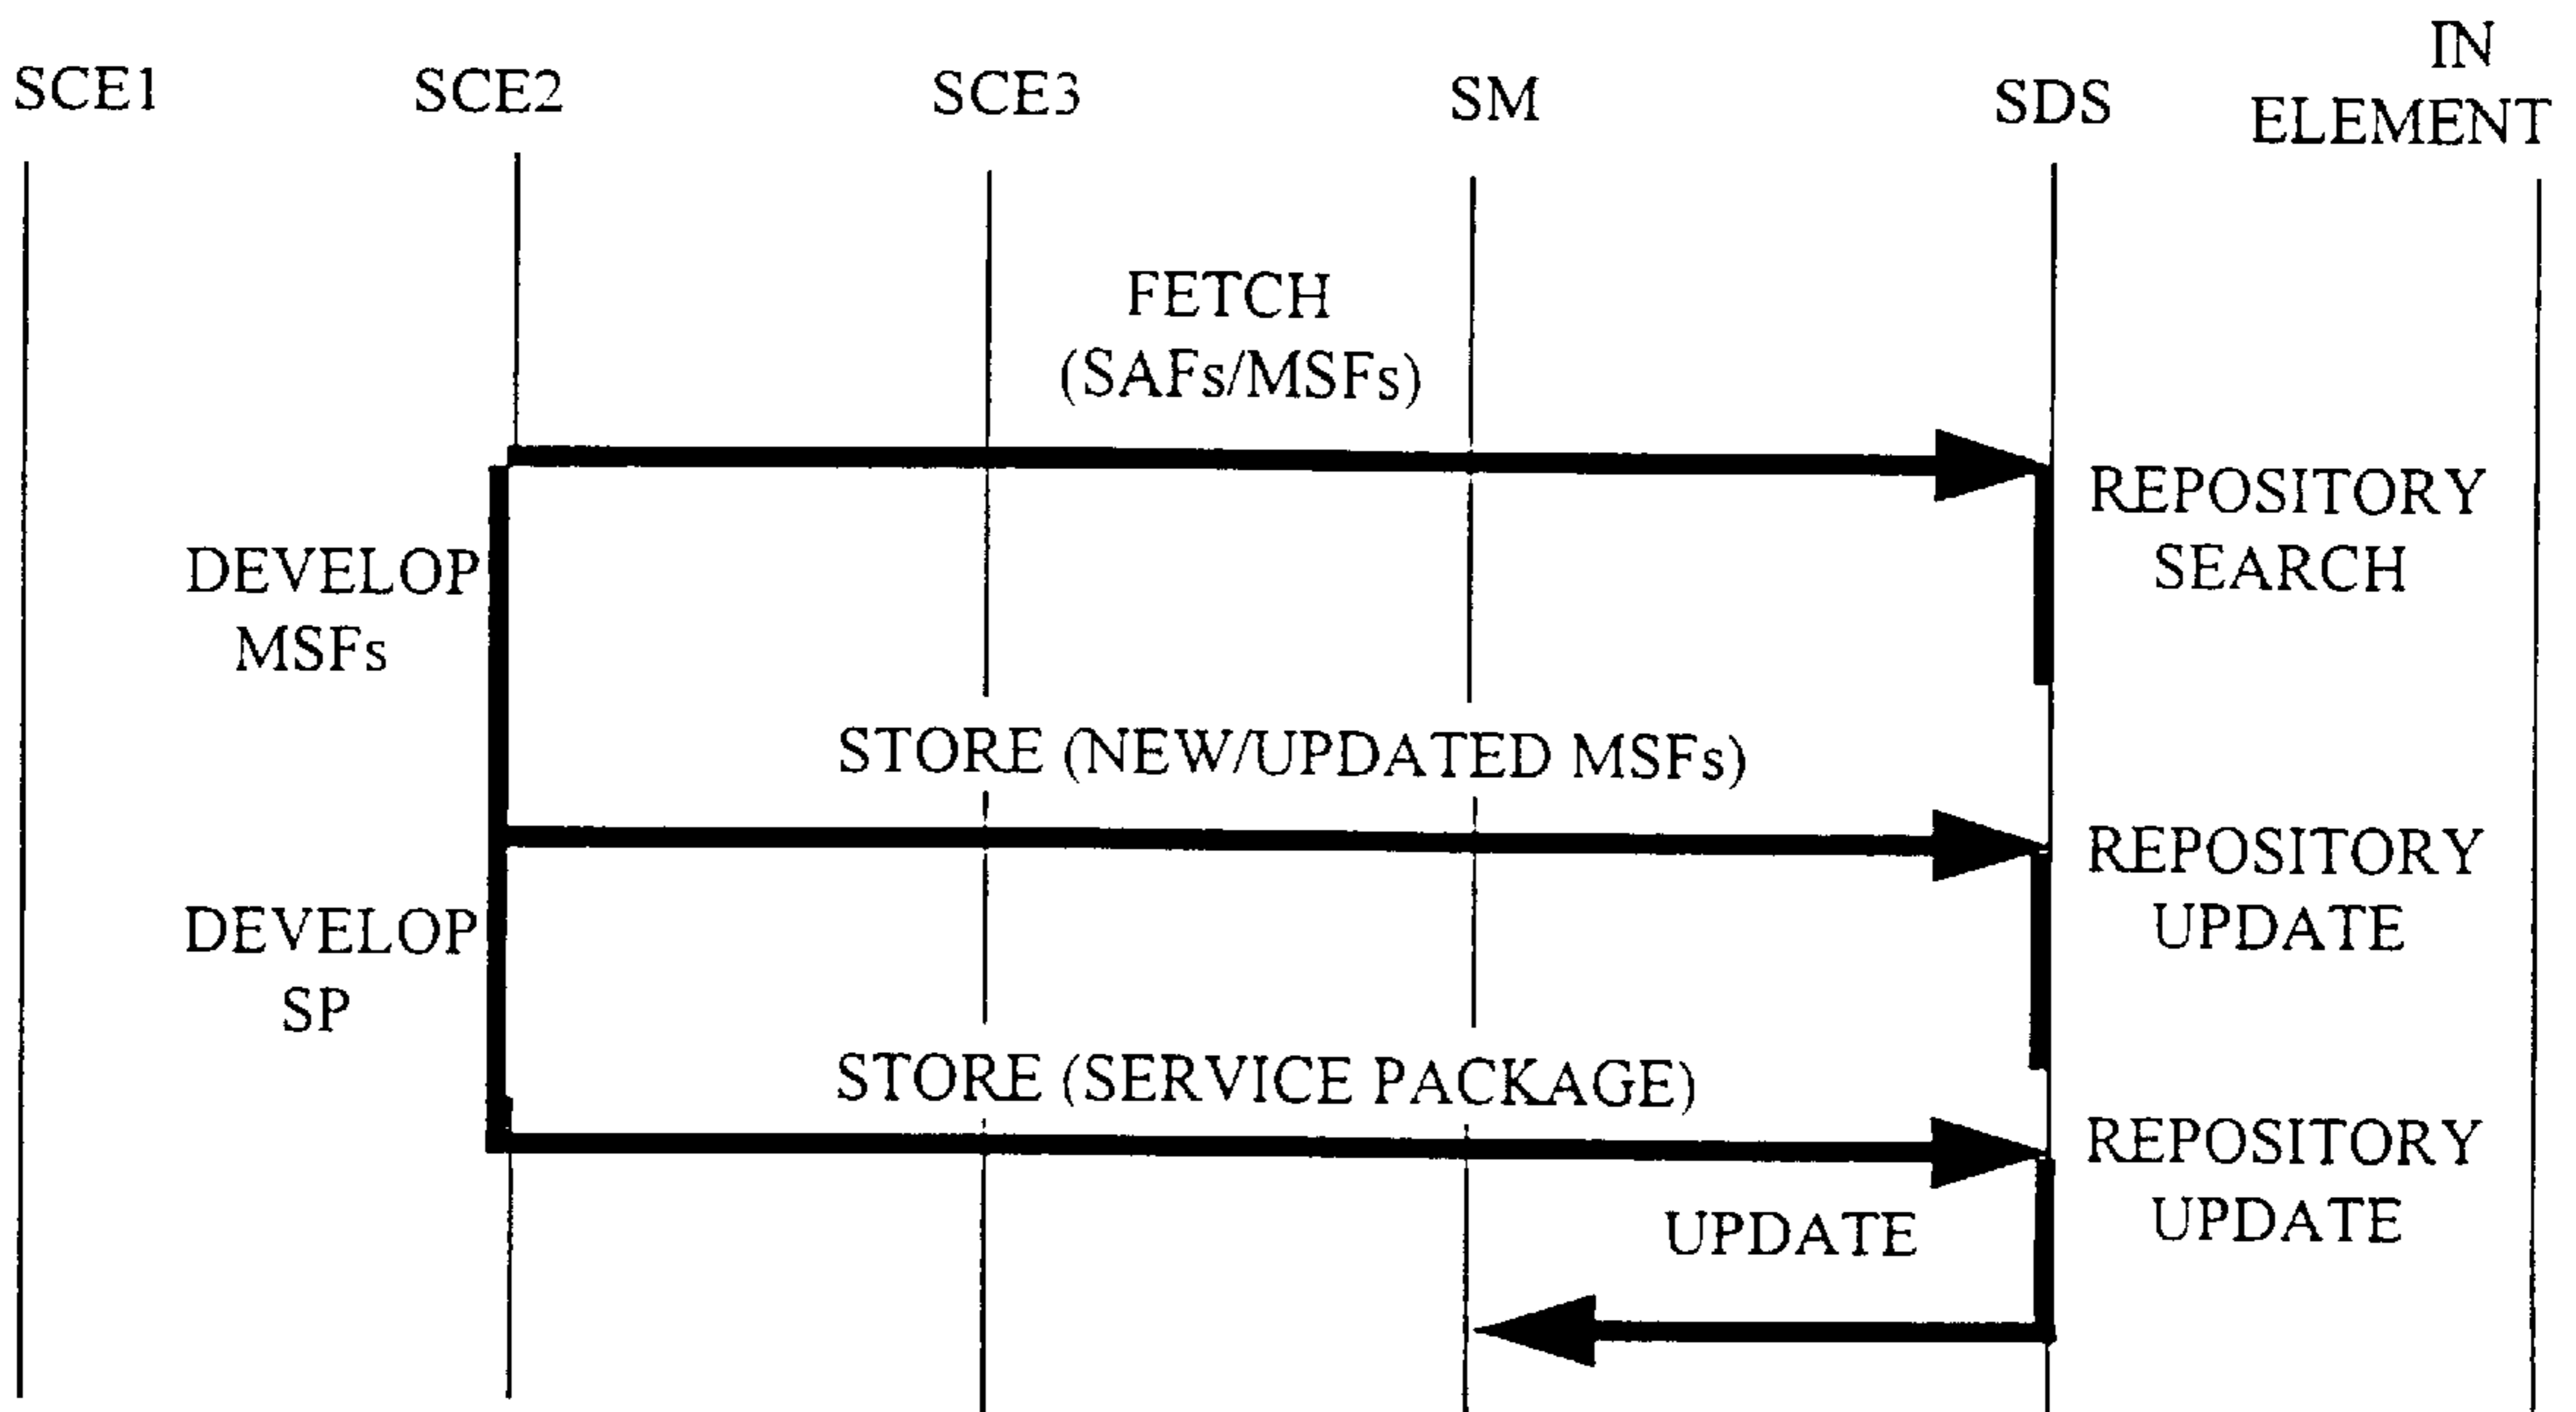 SCE1
SCE2
SCE3
SM
SDS
IN
ELEMENT
FETCH
(SAFs/MSFs)
REPOSITORY
SEARCH
DEVELOP
MSFs
STORE (NEW/UPDATED MSFs)
REPOSITORY
UPDATE
DEVELOP
SP
STORE (SERVICE PACKAGE)
REPOSITORY
UPDATE
UPDATE